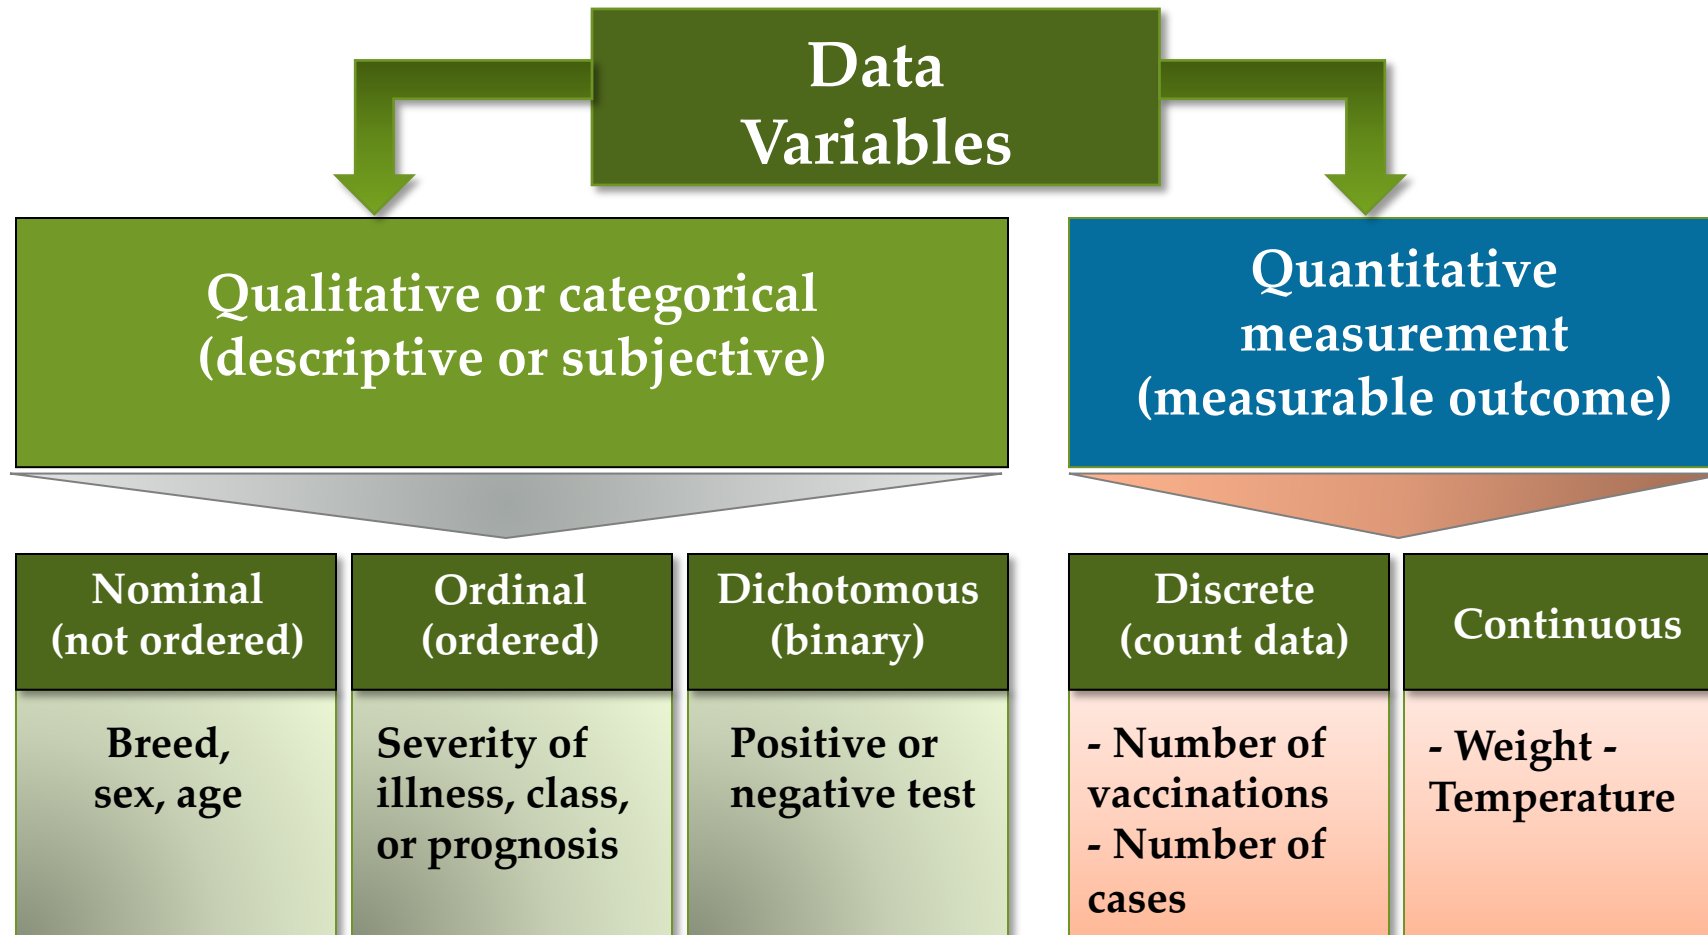 Data
Variables
Qualitative or categorical
(descriptive or subjective)
Quantitative
measurement
(measurable outcome)
Nominal
(not ordered)
Breed,
sex, age
Ordinal
(ordered)
Severity of
illness, class,
or prognosis
Dichotomous
(binary)
Positive or
negative test
Discrete
(count data)
- Number of
vaccinations
- Number of
cases
Continuous
- Weight -
Temperature